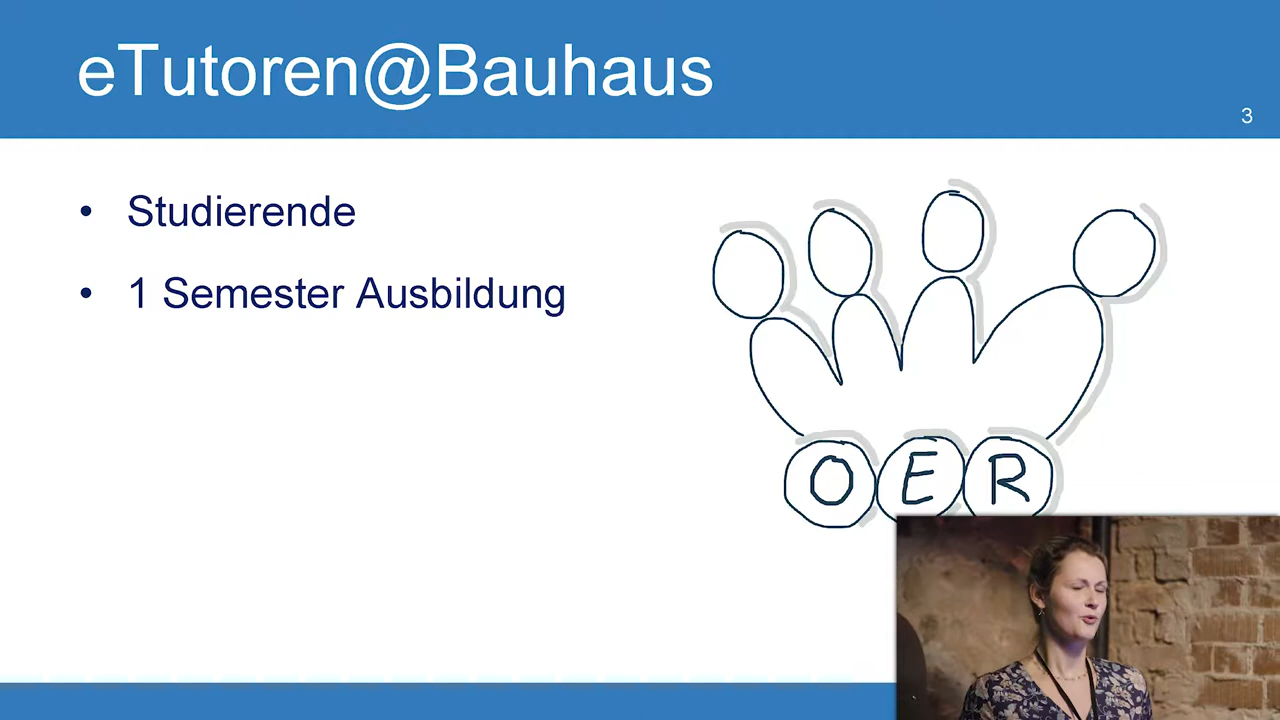 eTutoren@Bauhaus
3
• Studierende
• 1 Semester Ausbildung
OER